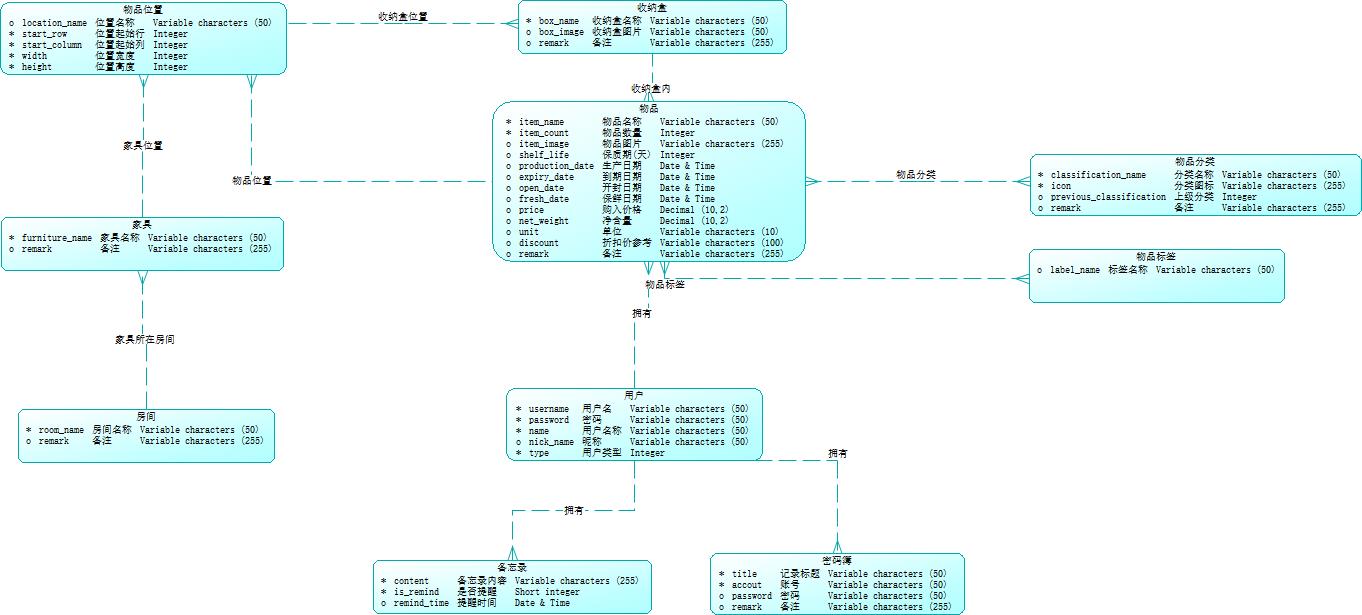 物品位置
o location_name 位置名称 Variable characters (50)
* start_row 位置起始行 Integer
* start_column 位置起始列 Integer
* width 位置宽度 Integer
* height 位置高度 Integer
收纳盒位置
收纳盒
* box_name 收纳盒名称 Variable characters (50)
o box_image 收纳盒图片 Variable characters (50)
o remark 备注 Variable characters (255)
收纳盒内
物品
* item_name 物品名称 Variable characters (50)
* item_count 物品数量 Integer
o item_image 物品图片 Variable characters (255)
o shelf_life 保质期(天) Integer
o production_date 生产日期 Date & Time
o expiry_date 到期日期 Date & Time
o open_date 开封日期 Date & Time
o fresh_date 保鲜日期 Date & Time
o price 购入价格 Decimal (10,2)
o net_weight 净含量 Decimal (10,2)
o unit 单位 Variable characters (10)
o discount 折扣价参考 Variable characters (100)
o remark 备注 Variable characters (255)
家具位置
物品位置
物品分类
物品分类
* classification_name 分类名称 Variable characters (50)
* icon 分类图标 Variable characters (255)
o previous_classification 上级分类 Integer
o remark 备注 Variable characters (255)
家具
* furniture_name 家具名称 Variable characters (50)
o remark 备注 Variable characters (255)
物品标签
o label_name 标签名称 Variable characters (50)
物品标签
拥有
家具所在房间
房间
* room_name 房间名称 Variable characters (50)
o remark 备注 Variable characters (255)
用户
* username 用户名 Variable characters (50)
* password 密码 Variable characters (50)
* name 用户名称 Variable characters (50)
o nick_name 昵称 Variable characters (50)
* type 用户类型 Integer
拥有
拥有
备忘录
* content 备忘录内容 Variable characters (255)
* is_remind 是否提醒 Short integer
o remind_time 提醒时间 Date & Time
密码簿
* title 记录标题 Variable characters (50)
* accout 账号 Variable characters (50)
o password 密码 Variable characters (50)
o remark 备注 Variable characters (255)